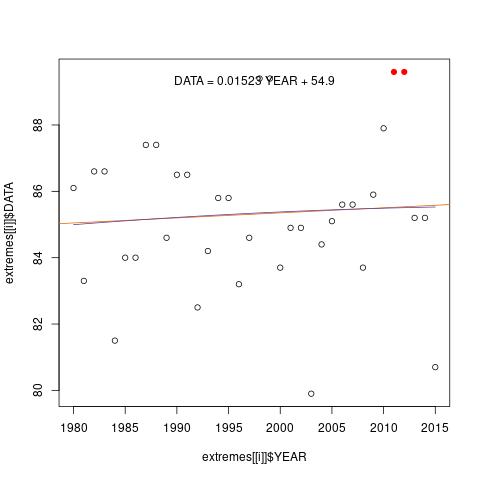 DATA = 0.01523 YEAR + 54.9
extremes[[i]]$DATA
88
86
84
82
80
1980 1985 1990 1995 2000 2005 2010 2015
extremes[[i]]$YEAR